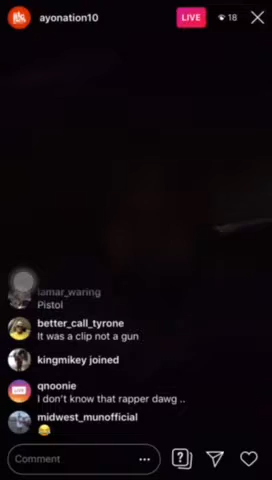 ayonation10
LIVE
18
lamar_waring
Pistol
better_call_tyrone
It was a clip not a gun
kingmikey joined
LIVE
qnoonie
I don't know that rapper dawg ..
midwest_munofficial
😂
Comment